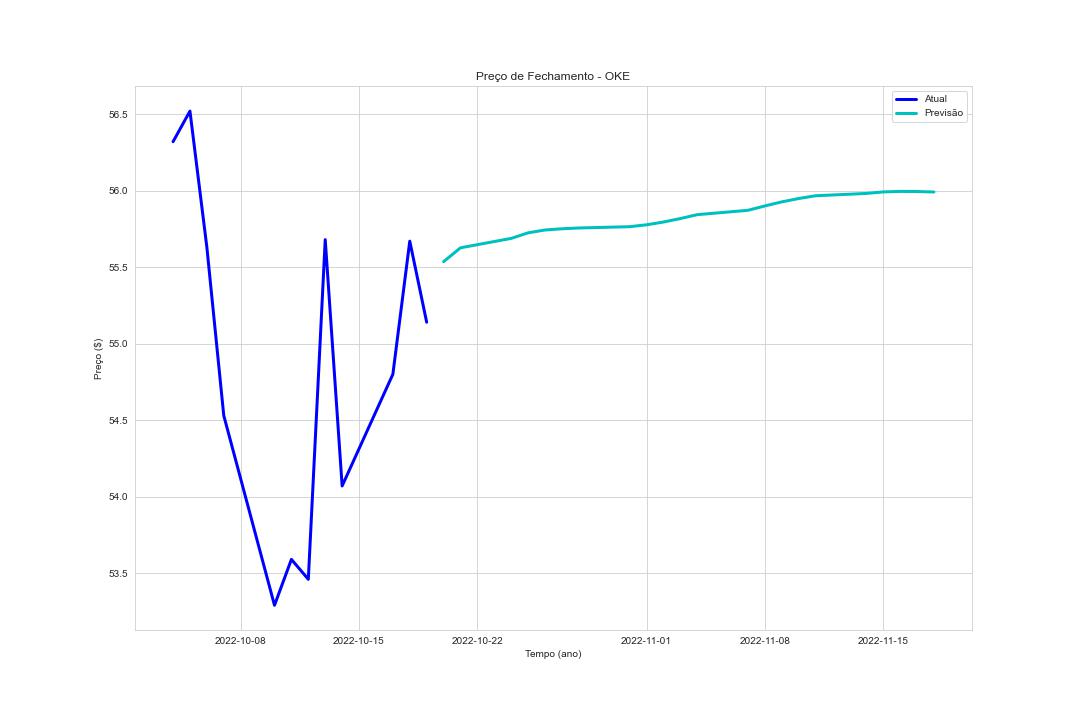 Preço de Fechamento - OKE
Atual
Previsão
56.5
56.0
55.5
55.0
54.5
54.0
53.5
Preço ($)
2022-10-08
2022-10-15
2022-10-22
2022-11-01
2022-11-08
2022-11-15
Tempo (ano)